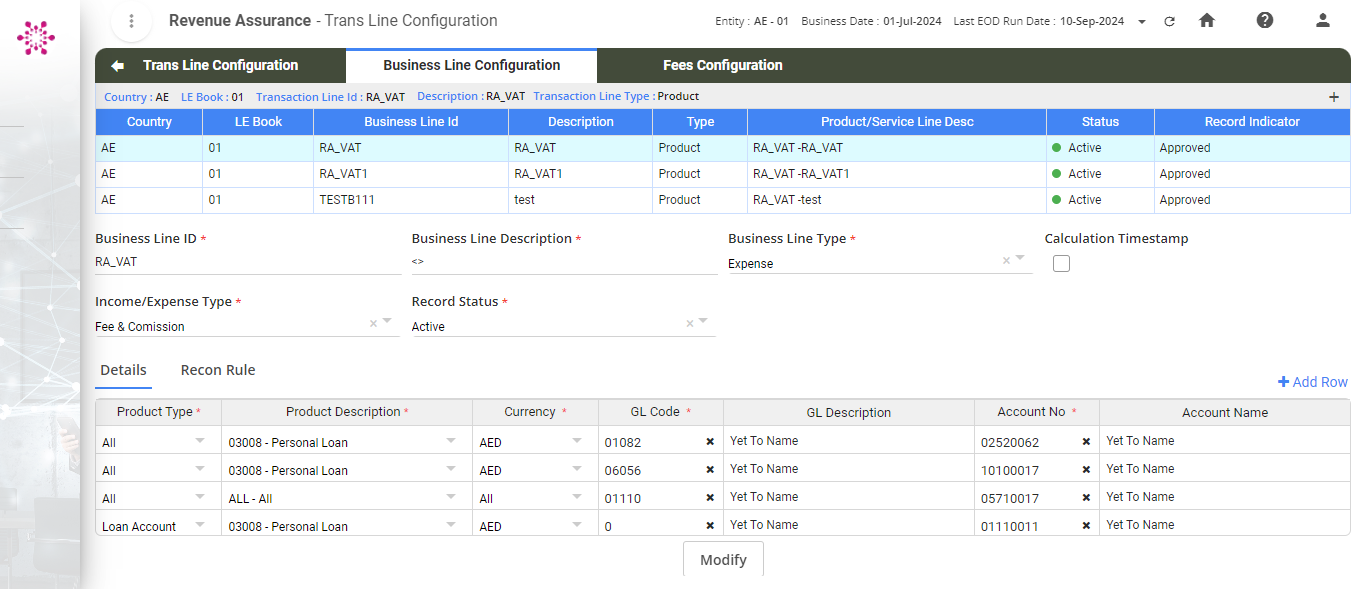 Revenue Assurance - Trans Line Configuration
Entity : AE - 01 Business Date : 01-Jul-2024 Last EOD Run Date : 10-Sep-2024
Trans Line Configuration Business Line Configuration Fees Configuration
Country : AE LE Book : 01 Transaction Line Id : RA_VAT Description : RA_VAT Transaction Line Type : Product +
Country LE Book Business Line Id Description Type Product/Service Line Desc Status Record Indicator
AE 01 RA_VAT RA_VAT Product RA_VAT -RA_VAT Active Approved
AE 01 RA_VAT1 RA_VAT1 Product RA_VAT -RA_VAT1 Active Approved
AE 01 TESTB111 test Product RA_VAT -test Active Approved
Business Line ID * Business Line Description * Business Line Type * Calculation Timestamp
RA_VAT <> Expense ×
Income/Expense Type * Record Status *
Fee & Comission × Active ×
Details Recon Rule
+ Add Row
Product Type * Product Description * Currency * GL Code * GL Description Account No * Account Name
All 03008 - Personal Loan AED 01082 × Yet To Name 02520062 × Yet To Name
All 03008 - Personal Loan AED 06056 × Yet To Name 10100017 × Yet To Name
All ALL - All All 01110 × Yet To Name 05710017 × Yet To Name
Loan Account 03008 - Personal Loan AED 0 × Yet To Name 01110011 × Yet To Name
Modify